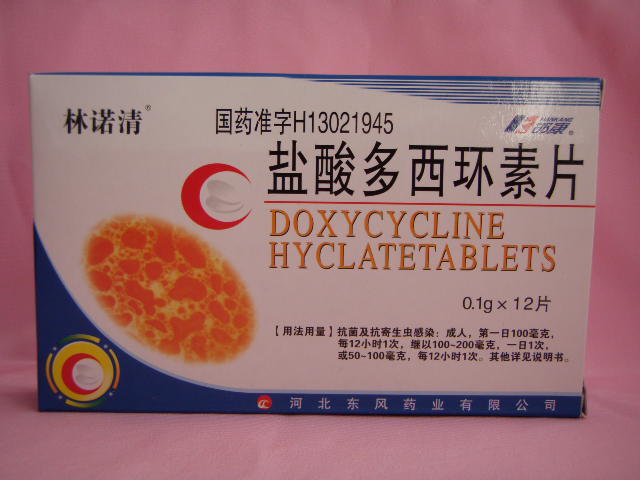 林诺清®
国药准字H13021945
HANKANG
邯康®
盐酸多西环素片
DOXYCYCLINE
HYCLATETABLETS
0.1g×12片
【用法用量】抗菌及抗寄生虫感染：成人，第一日100毫克，
每12小时1次，继以100~200毫克，一日1次，
或50~100毫克，每12小时1次。其他详见说明书。
河北东风药业有限公司